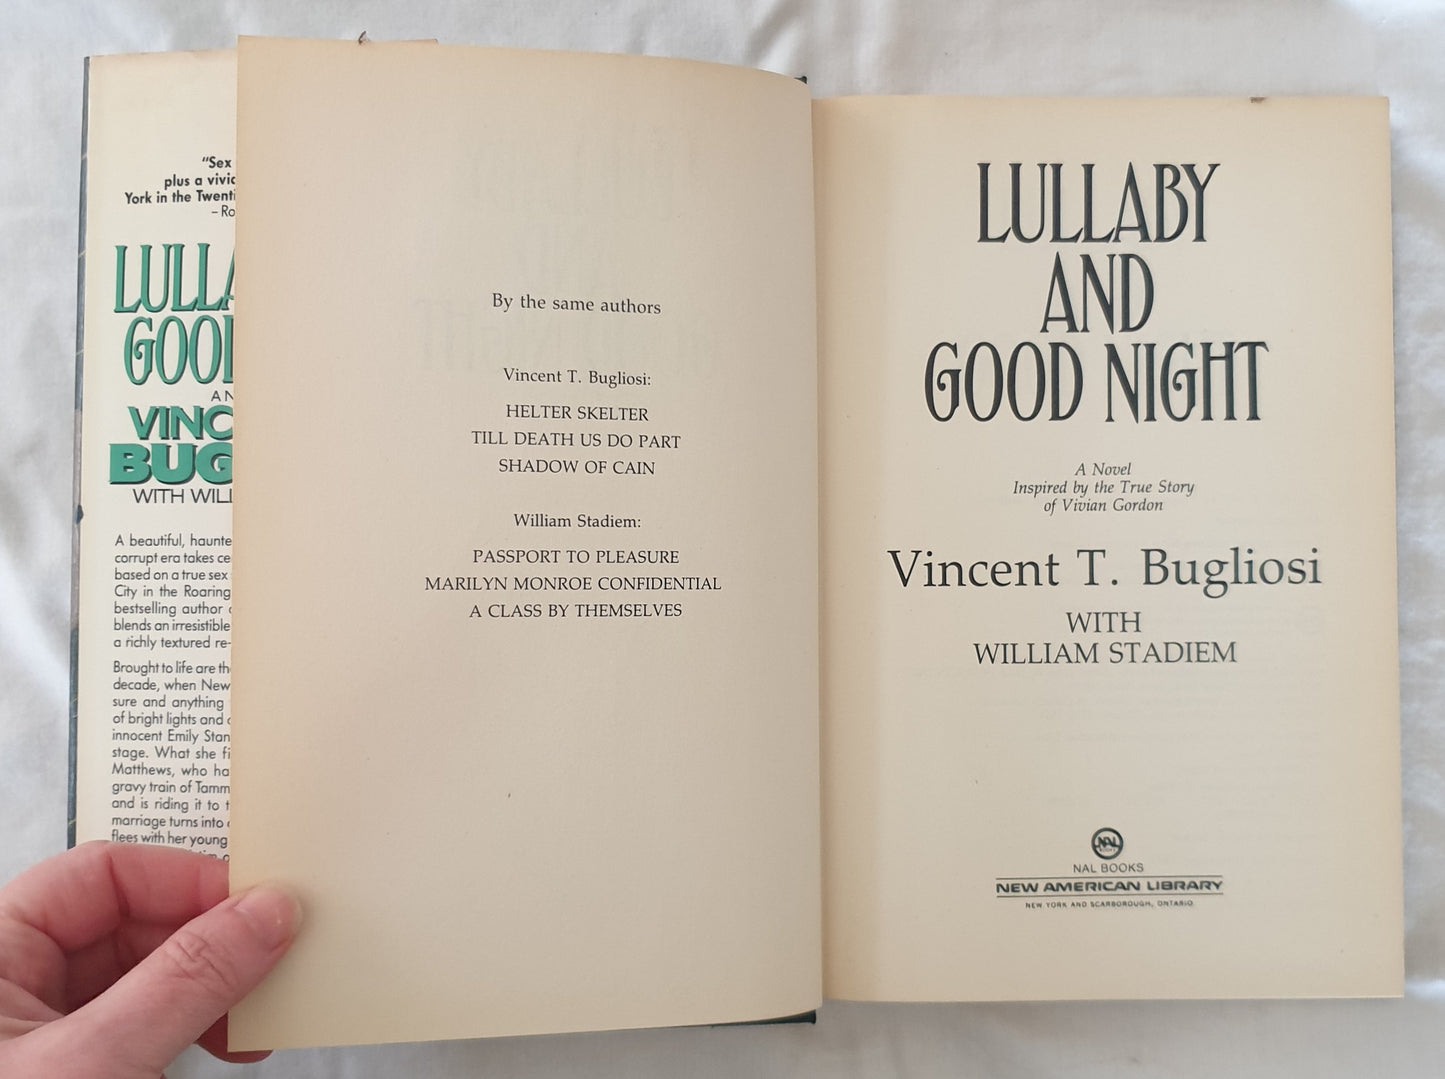 "Sex
plus a vivid
York in the Twenti
– Ro
LULLA
GOOD
A N
VINC
BUG
WITH WILL
A beautiful, haunte
corrupt era takes ce
based on a true sex
City in the Roaring
bestselling author
blends an irresistible
a richly textured re-
Brought to life are th
decade, when New
sure and anything
of bright lights and
innocent Emily Stan
stage. What she fi
Matthews, who ha
gravy train of Tamm
and is riding it to t
marriage turns into
flees with her young
By the same authors
Vincent T. Bugliosi:
HELTER SKELTER
TILL DEATH US DO PART
SHADOW OF CAIN
William Stadiem:
PASSPORT TO PLEASURE
MARILYN MONROE CONFIDENTIAL
A CLASS BY THEMSELVES
LULLABY
AND
GOOD NIGHT
A Novel
Inspired by the True Story
of Vivian Gordon
Vincent T. Bugliosi
WITH
WILLIAM STADIEM
NAL
NAL BOOKS
NEW AMERICAN LIBRARY
NEW YORK AND SCARBOROUGH, ONTARIO